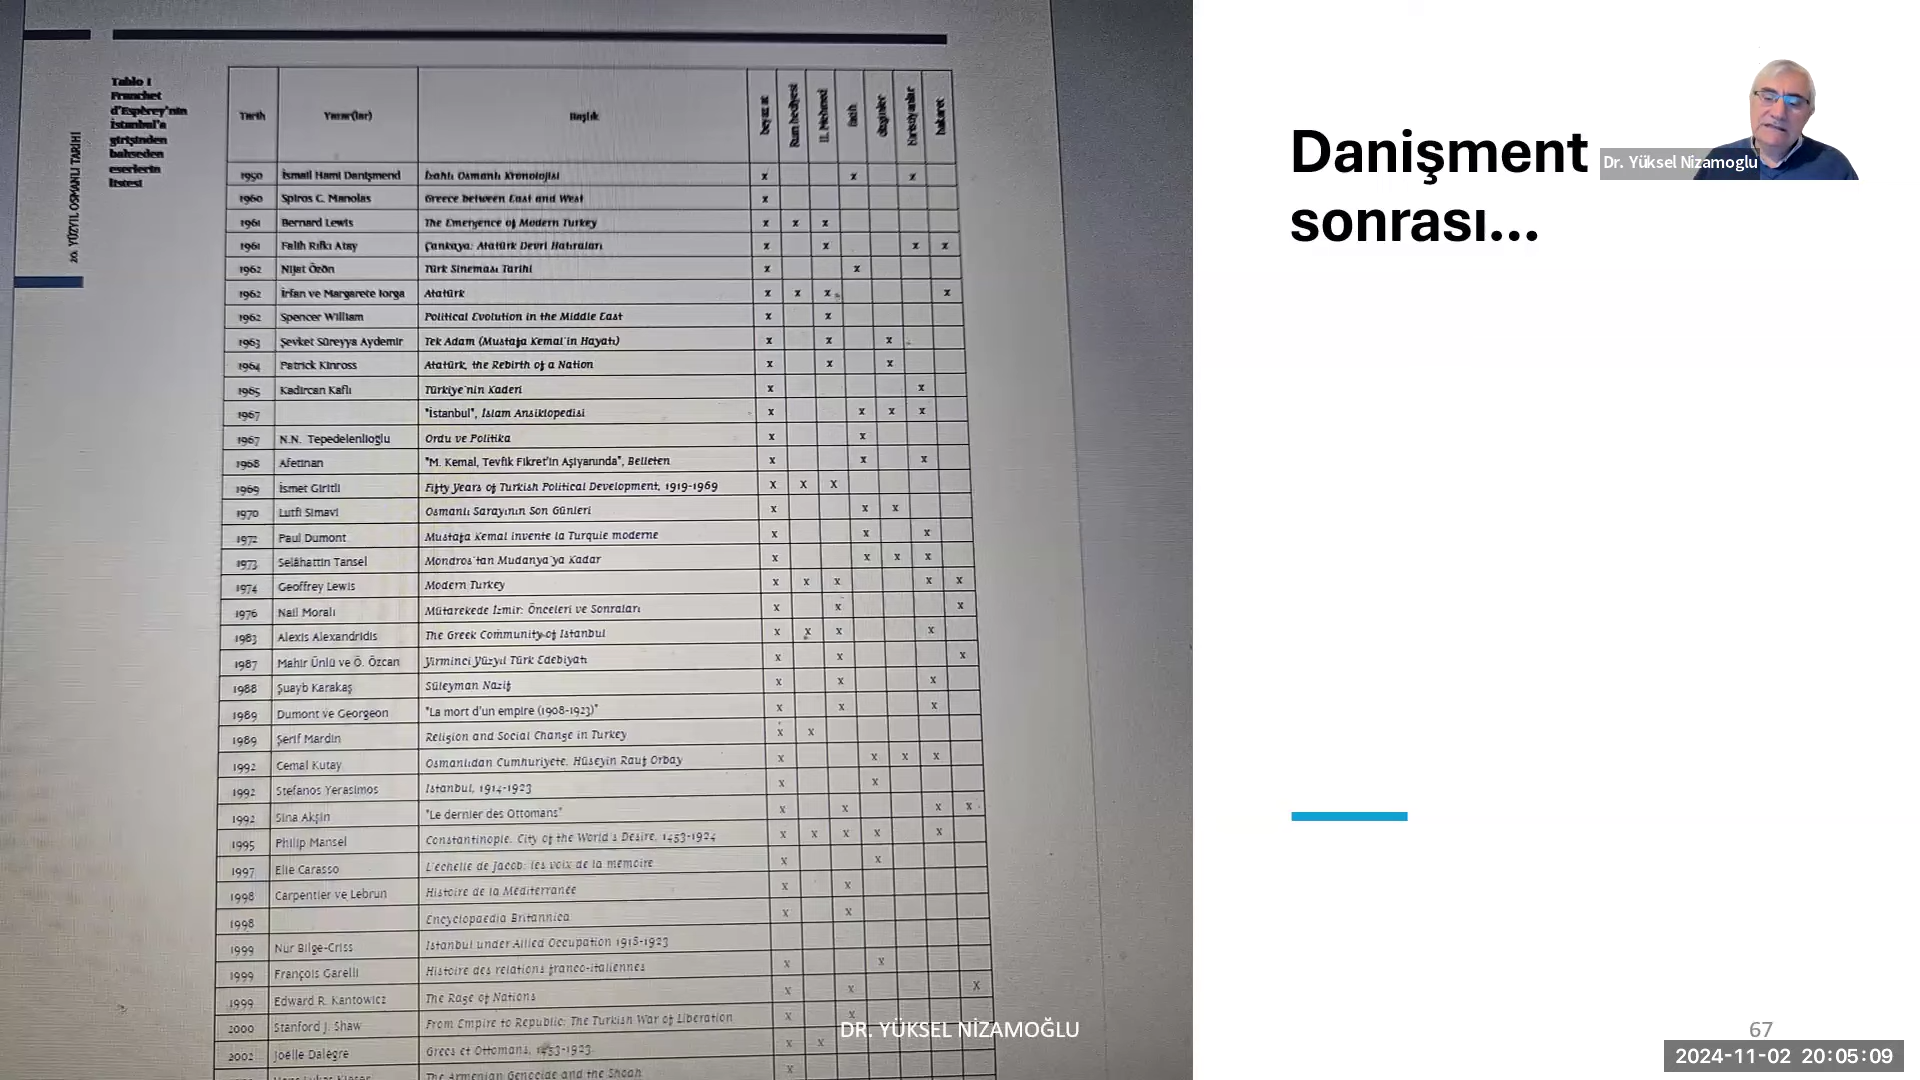 20. YÜZYIL OSMANLI TARİHİ
Tablo 1
Franchet
d'Espèrey'nin
İstanbul'a
girişinden
bahseden
eserlerin
listesi
Tarih Yazar(lar) Başlık beyaz at Rum hediyesi II. Mehmed fatih dizginler Hıristiyanlar hakaret
1950 İsmail Hami Danişmend İzahlı Osmanlı Kronolojisi x x x
1960 Spiros C. Manolas Greece between East and West x
1961 Bernard Lewis The Emergence of Modern Turkey x x x
1961 Falih Rıfkı Atay Çankaya: Atatürk Devri Hatıraları x x x x
1962 Nijat Özön Türk Sineması Tarihi x x
1962 İrfan ve Margarete Iorga Atatürk x x x x
1962 Spencer William Political Evolution in the Middle East x x
1963 Şevket Süreyya Aydemir Tek Adam (Mustafa Kemal'in Hayatı) x x x
1964 Patrick Kinross Atatürk, the Rebirth of a Nation x x x
1965 Kadircan Kaflı Türkiye'nin Kaderi x x
1967 "İstanbul", İslam Ansiklopedisi x x x x
1967 N.N. Tepedelenlioğlu Ordu ve Politika x x
1968 Afetinan "M. Kemal, Tevfik Fikret'in Aşiyanında", Belleten x x x
1969 İsmet Giritli Fifty Years of Turkish Political Development, 1919-1969 x x x
1970 Lutfi Simavi Osmanlı Sarayının Son Günleri x x x
1972 Paul Dumont Mustafa Kemal invente la Turquie moderne x x x
1973 Selâhattin Tansel Mondros'tan Mudanya'ya Kadar x x x x
1974 Geoffrey Lewis Modern Turkey x x x x x
1976 Nail Moralı Mütarekede İzmir: Önceleri ve Sonraları x x x
1983 Alexis Alexandridis The Greek Community of Istanbul x x x x
1987 Mahir Ünlü ve Ö. Özcan Yirminci Yüzyıl Türk Edebiyatı x x x
1988 Şuayb Karakaş Süleyman Nazif x x x
1989 Dumont ve Georgeon "La mort d'un empire (1908-1923)" x x x
1989 Şerif Mardin Religion and Social Change in Turkey x x
1992 Cemal Kutay Osmanlıdan Cumhuriyete, Hüseyin Rauf Orbay x x x x
1992 Stefanos Yerasimos Istanbul, 1914-1923 x x
1992 Sina Akşin "Le dernier des Ottomans" x x x x
1995 Philip Mansel Constantinople. City of the World's Desire, 1453-1924 x x x x x
1997 Elie Carasso L'échelle de Jacob: les voix de la mémoire x x
1998 Carpentier ve Lebrun Histoire de la Méditerranée x x
1998 Encyclopaedia Britannica x x
1999 Nur Bilge-Criss Istanbul under Allied Occupation 1918-1923
1999 François Garelli Histoire des relations franco-italiennes x x
1999 Edward R. Kantowicz The Rage of Nations x x x
2000 Stanford J. Shaw From Empire to Republic: The Turkish War of Liberation x x
2002 Joëlle Dalègre Grecs et Ottomans, 1453-1923 x x
The Armenian Genocide and the Shoah x
Danişment
sonrası...
Dr. Yüksel Nizamoglu
DR. YÜKSEL NİZAMOĞLU
67
2024-11-02 20:05:09